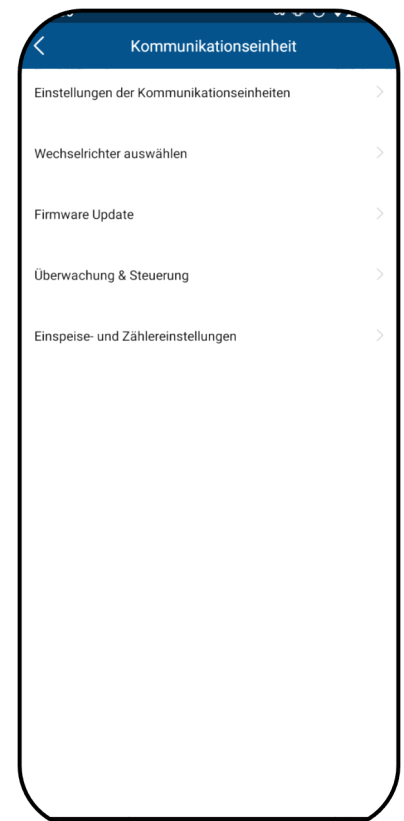 Kommunikationseinheit
Einstellungen der Kommunikationseinheiten
Wechselrichter auswählen
Firmware Update
Überwachung & Steuerung
Einspeise- und Zählereinstellungen